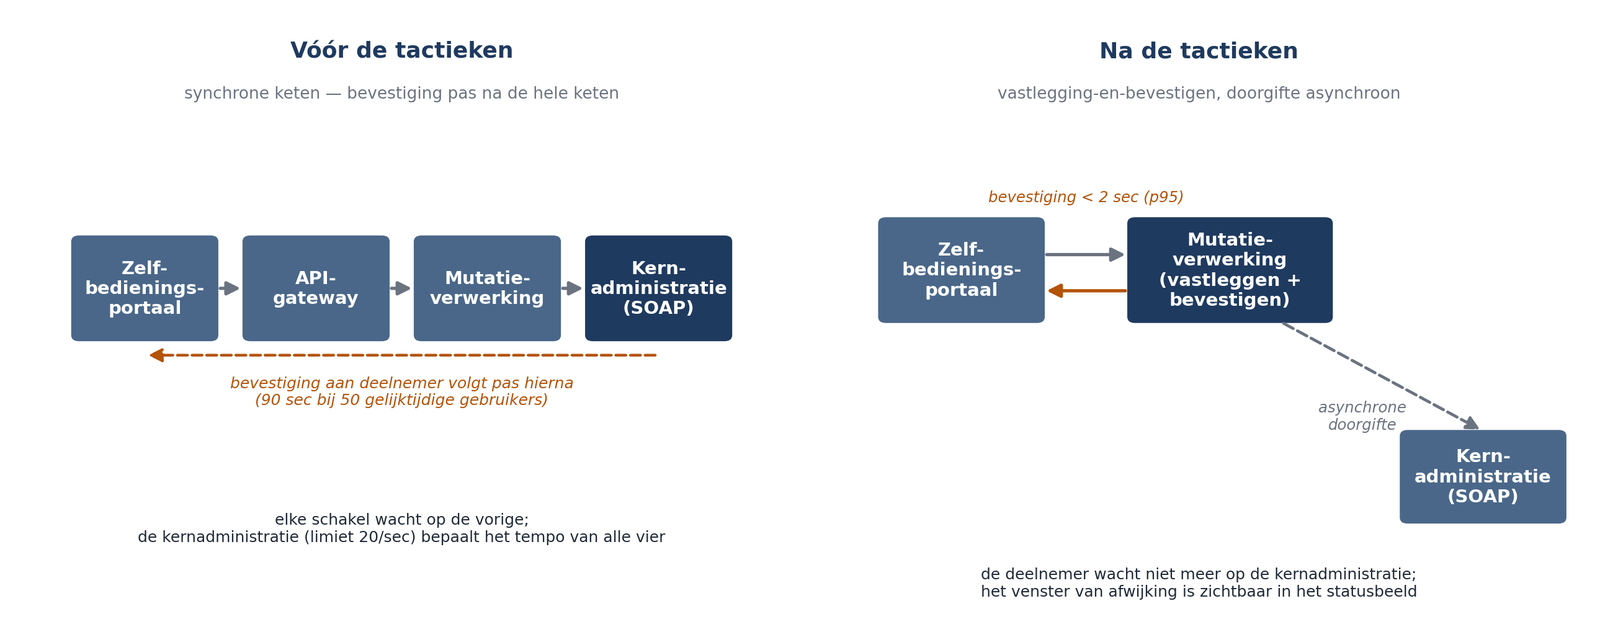 Vóór de tactieken
synchrone keten — bevestiging pas na de hele keten
Zelf-
bedienings-
portaal
API-
gateway
Mutatie-
verwerking
Kern-
administratie
(SOAP)
bevestiging aan deelnemer volgt pas hierna
(90 sec bij 50 gelijktijdige gebruikers)
elke schakel wacht op de vorige;
de kernadministratie (limiet 20/sec) bepaalt het tempo van alle vier
Na de tactieken
vastlegging-en-bevestigen, doorgifte asynchroon
bevestiging < 2 sec (p95)
Zelf-
bedienings-
portaal
Mutatie-
verwerking
(vastleggen +
bevestigen)
asynchrone
doorgifte
Kern-
administratie
(SOAP)
de deelnemer wacht niet meer op de kernadministratie;
het venster van afwijking is zichtbaar in het statusbeeld